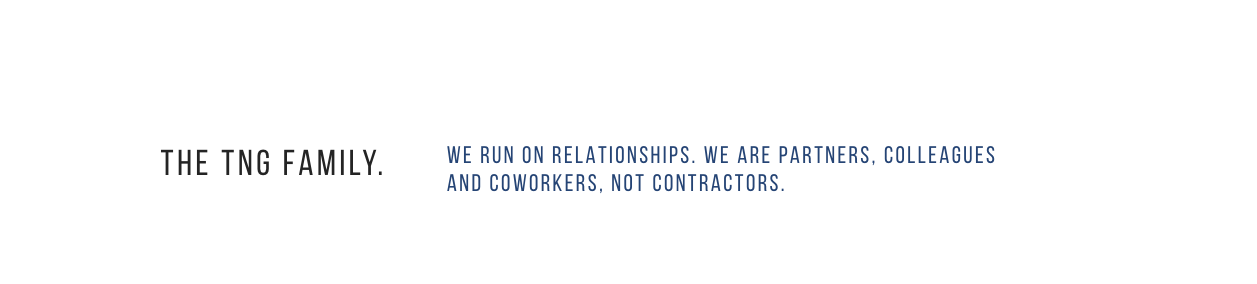 THE TNG FAMILY.
WE RUN ON RELATIONSHIPS. WE ARE PARTNERS, COLLEAGUES
AND COWORKERS, NOT CONTRACTORS.